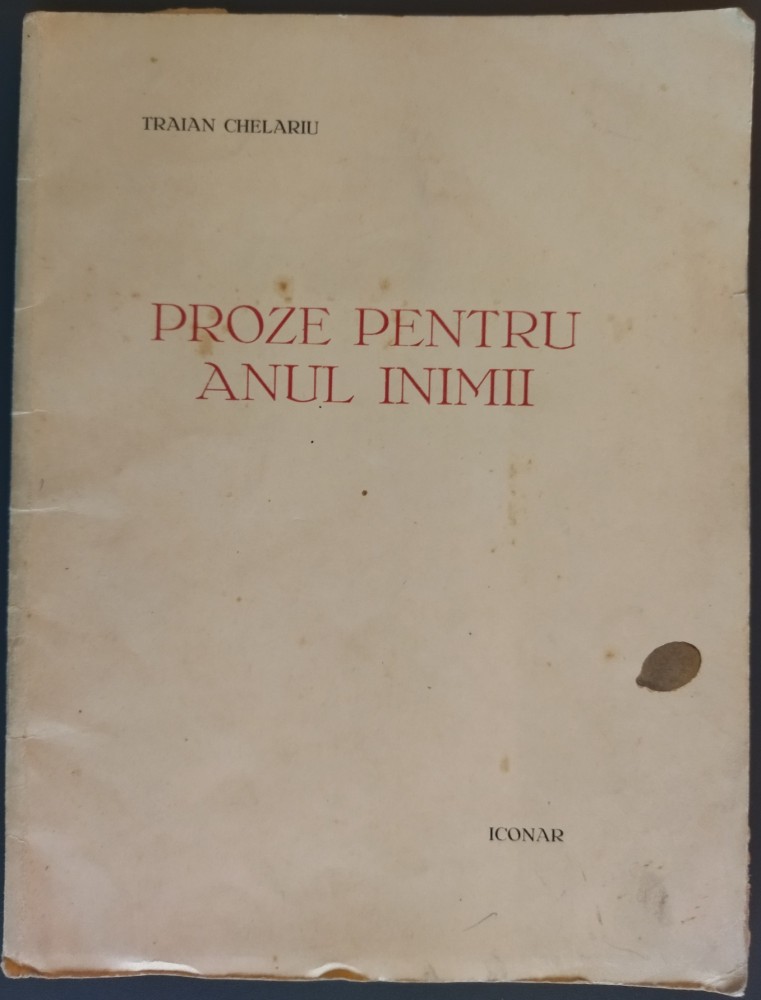 TRAIAN CHELARIU
PROZE PENTRU
ANUL INIMII
ICONAR